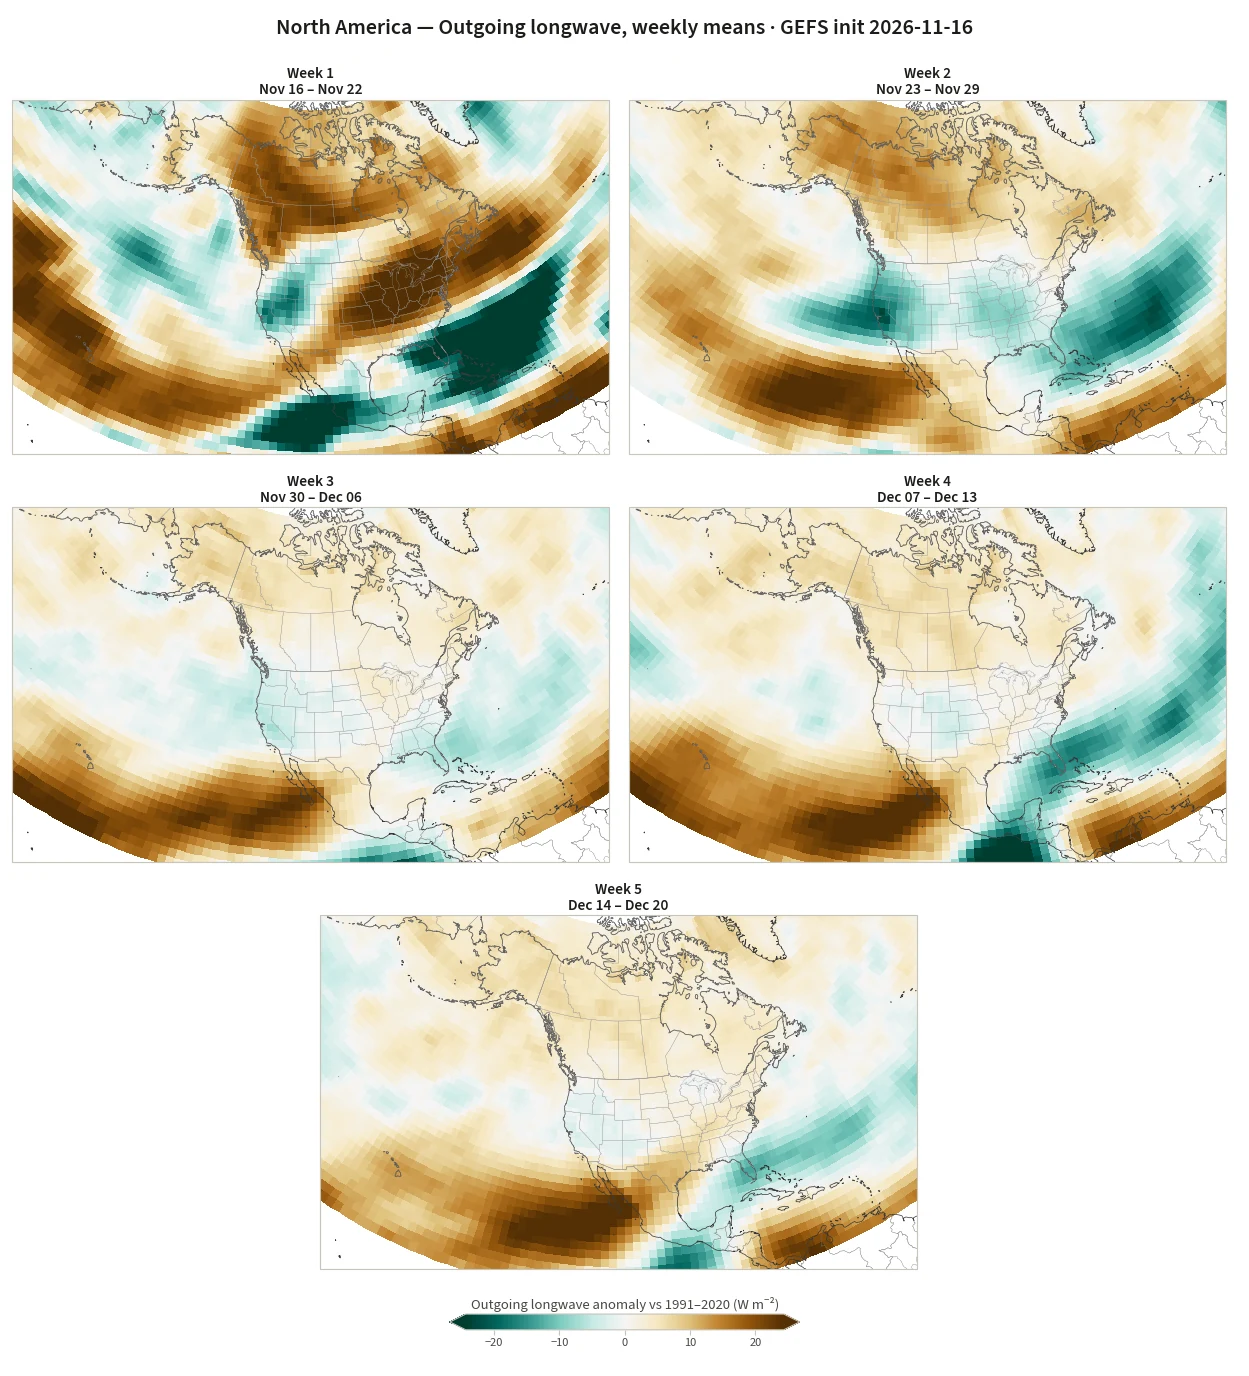 North America — Outgoing longwave, weekly means · GEFS init 2026-11-16
Week 1
Nov 16 – Nov 22
Week 2
Nov 23 – Nov 29
Week 3
Nov 30 – Dec 06
Week 4
Dec 07 – Dec 13
Week 5
Dec 14 – Dec 20
Outgoing longwave anomaly vs 1991–2020 (W m⁻²)
−20 −10 0 10 20